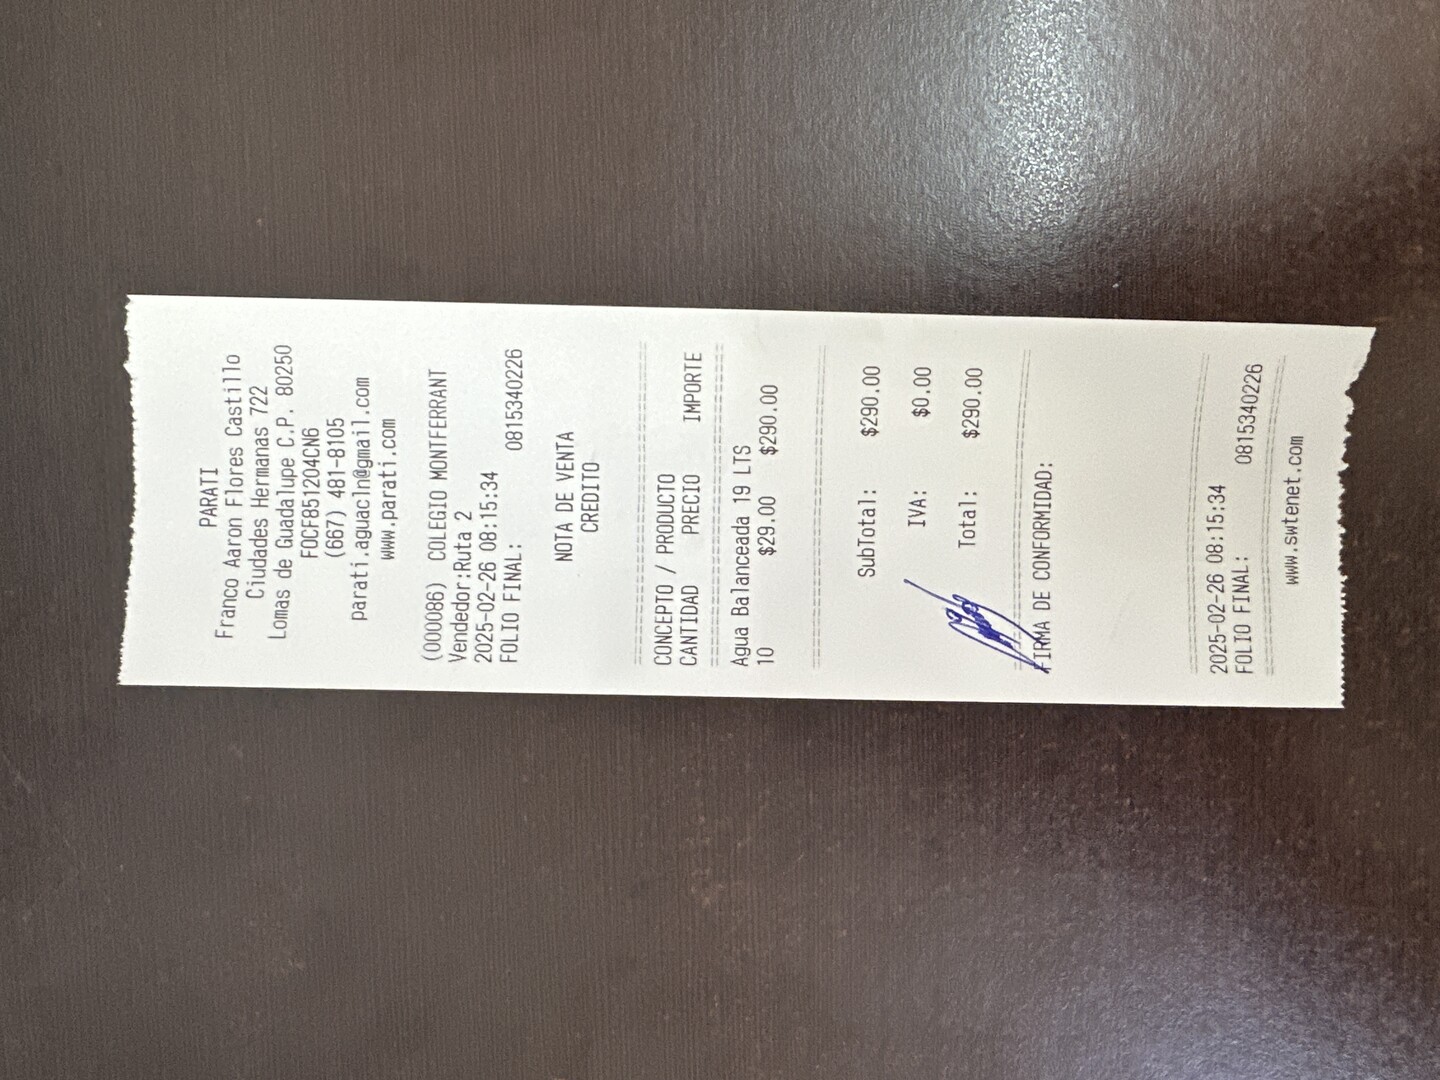 PARATI
Franco Aaron Flores Castillo
Ciudades Hermanas 722
Lomas de Guadalupe C.P. 80250
FOCF851204CN6
(667) 481-8105
parati.aguacln@gmail.com
www.parati.com
(000086) COLEGIO MONTFERRANT
Vendedor:Ruta 2
2025-02-26 08:15:34
FOLIO FINAL: 0815340226
NOTA DE VENTA
CREDITO
CONCEPTO / PRODUCTO
CANTIDAD PRECIO IMPORTE
Agua Balanceada 19 LTS
10 $29.00 $290.00
SubTotal: $290.00
IVA: $0.00
Total: $290.00
FIRMA DE CONFORMIDAD:
2025-02-26 08:15:34
FOLIO FINAL: 0815340226
www.swtenet.com